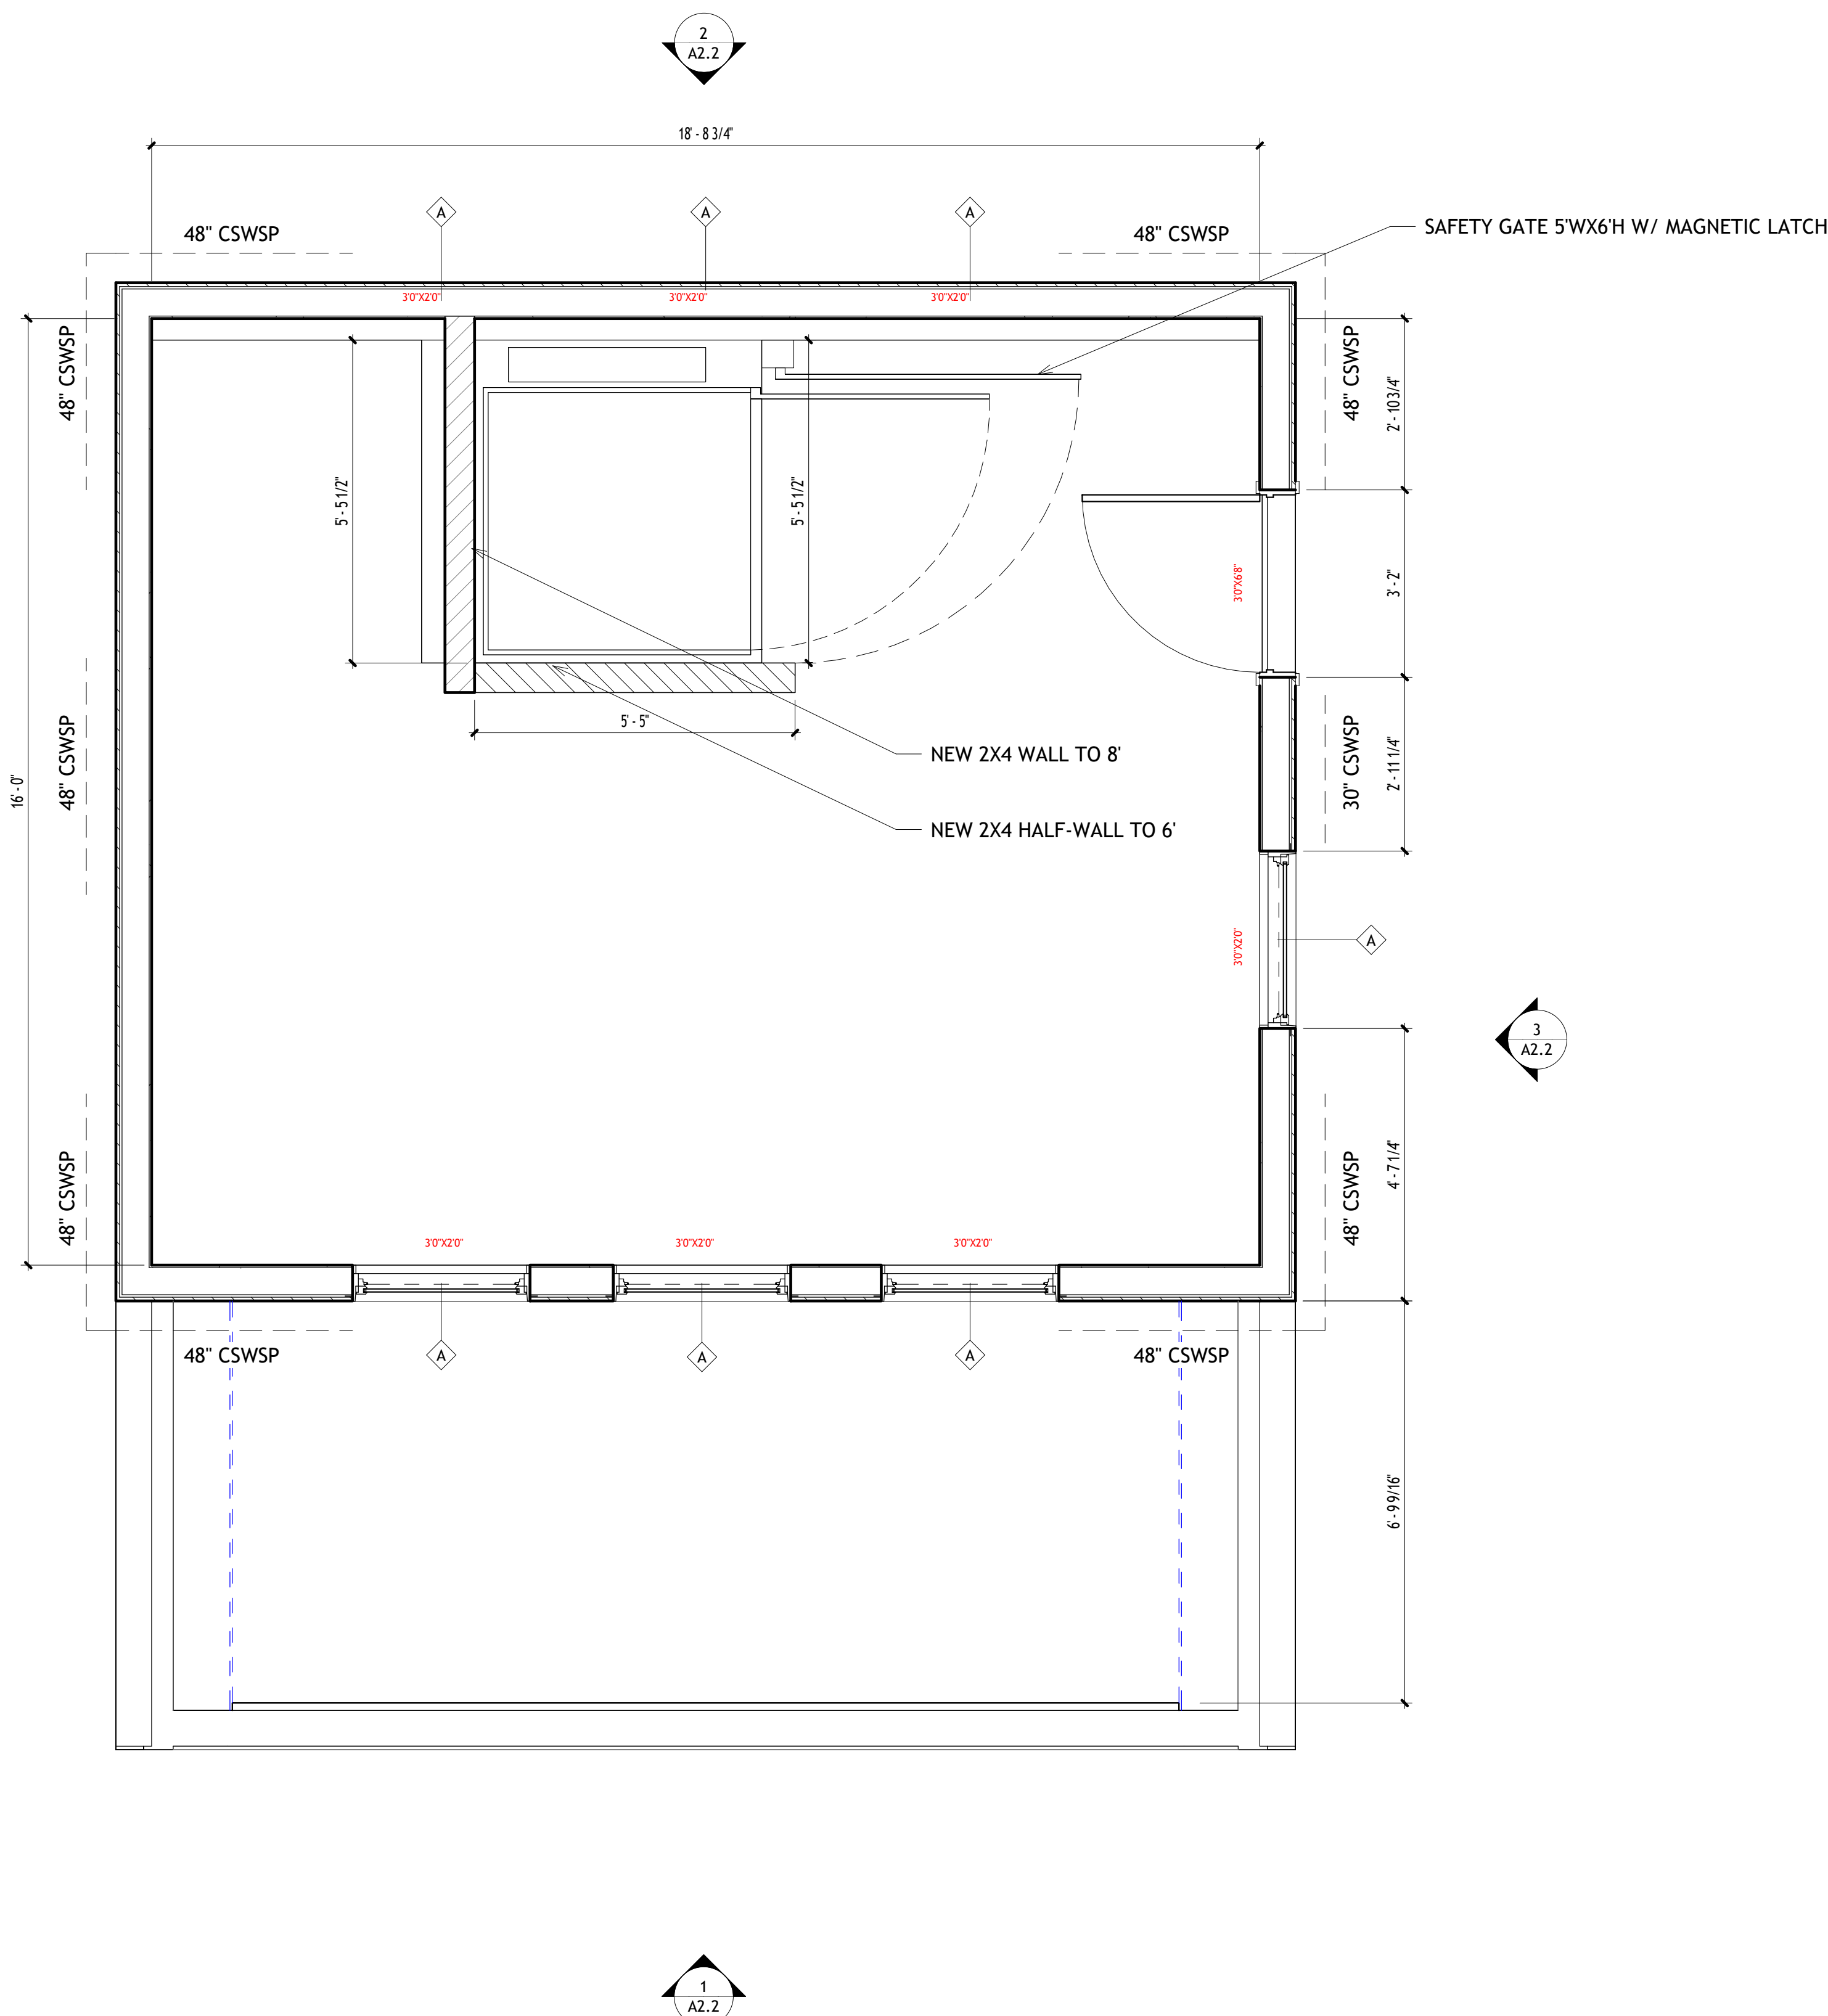 2
A2.2
18' - 8 3/4"
A
A
A
48" CSWSP
48" CSWSP
SAFETY GATE 5'WX6'H W/ MAGNETIC LATCH
3'0"X2'0"
3'0"X2'0"
3'0"X2'0"
48" CSWSP
48" CSWSP
2' - 10 3/4"
5' - 5 1/2"
5' - 5 1/2"
3'0"X6'8"
3' - 2"
5' - 5"
48" CSWSP
NEW 2X4 WALL TO 8'
30" CSWSP
2' - 11 1/4"
16' - 0"
NEW 2X4 HALF-WALL TO 6'
3'0"X2'0"
A
3
A2.2
48" CSWSP
48" CSWSP
4' - 7 1/4"
3'0"X2'0"
3'0"X2'0"
3'0"X2'0"
48" CSWSP
A
A
A
48" CSWSP
6' - 9 9/16"
1
A2.2